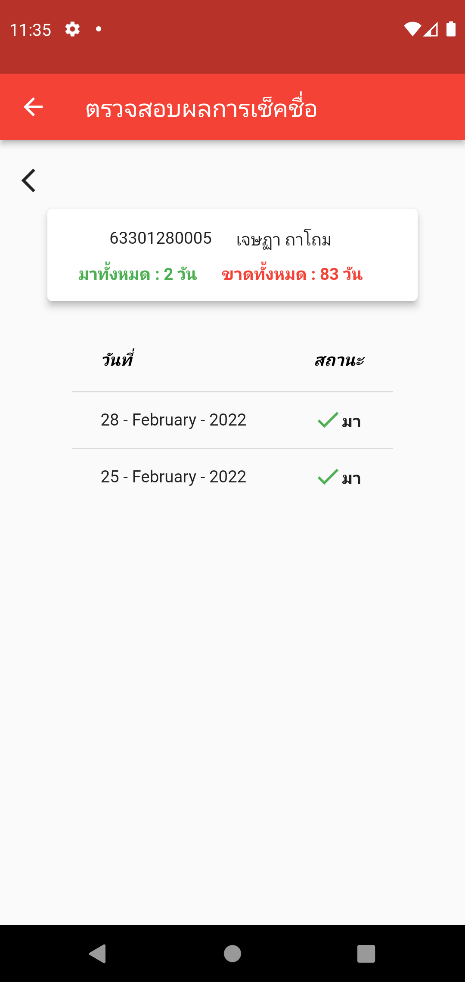 11:35
ตรวจสอบผลการเช็คชื่อ
63301280005 เจษฏา ถาโถม
มาทั้งหมด : 2 วัน ขาดทั้งหมด : 83 วัน
วันที่ สถานะ
28 - February - 2022 มา
25 - February - 2022 มา